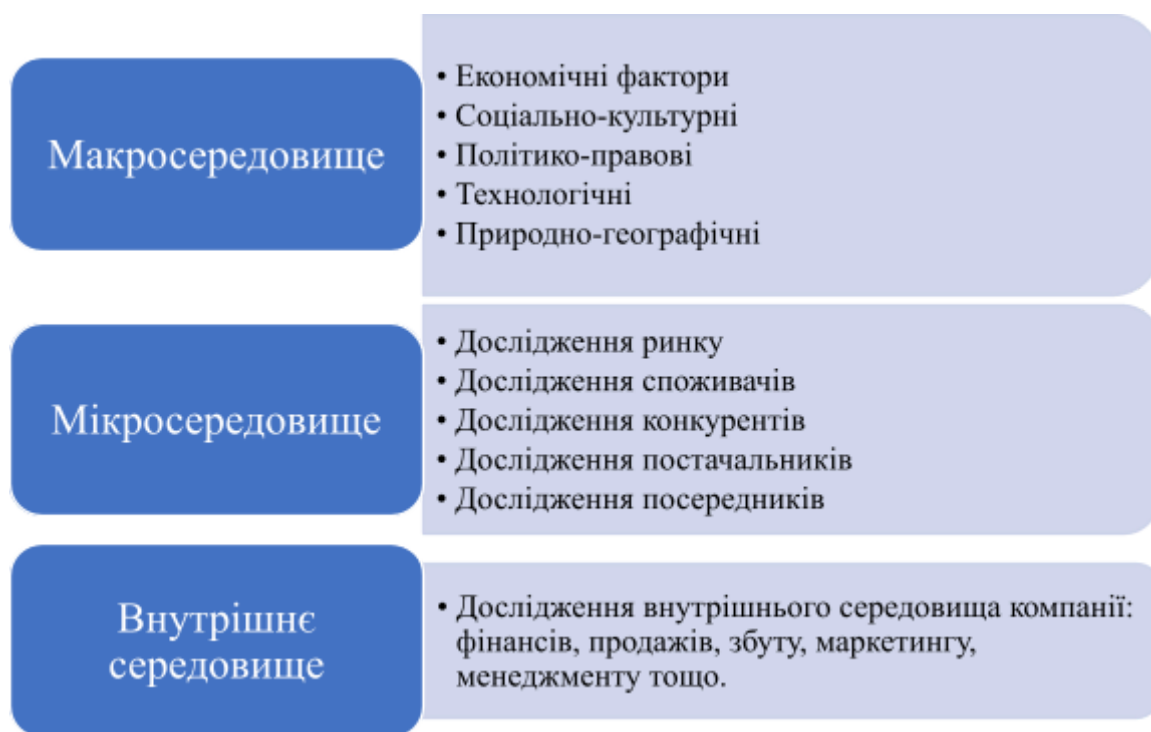 Макросередовище
• Економічні фактори
• Соціально-культурні
• Політико-правові
• Технологічні
• Природно-географічні
Мікросередовище
• Дослідження ринку
• Дослідження споживачів
• Дослідження конкурентів
• Дослідження постачальників
• Дослідження посередників
Внутрішнє
середовище
• Дослідження внутрішнього середовища компанії:
фінансів, продажів, збуту, маркетингу,
менеджменту тощо.